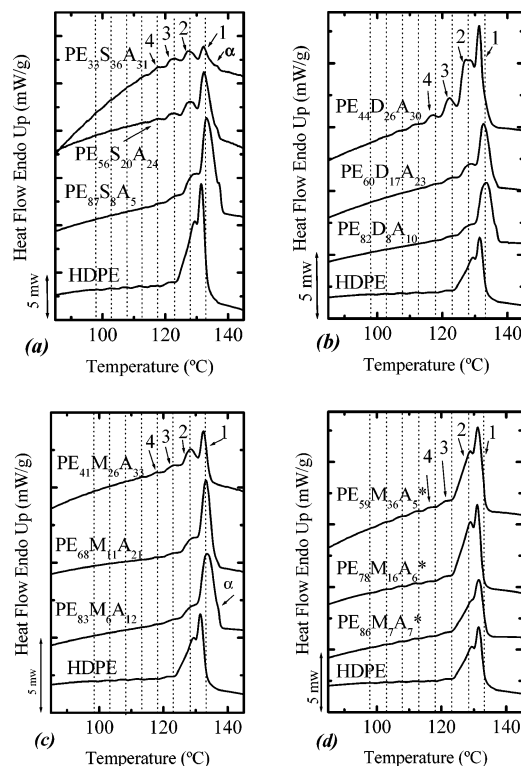 Heat Flow Endo Up (mW/g)
5 mw
PE33S36A31
4 3 2 1 α
PE56S20A24
PE87S8A5
HDPE
100 120 140
(a)
Temperature (ºC)
Heat Flow Endo Up (mW/g)
5 mw
4 3 2 1
PE44D26A30
PE60D17A23
PE82D8A10
HDPE
100 120 140
(b)
Temperature (ºC)
Heat Flow Endo Up (mW/g)
5 mw
PE41M26A33
4 3 2 1
PE68M11A21
PE83M6A12
α
HDPE
100 120 140
(c)
Temperature (ºC)
Heat Flow Endo Up (mW/g)
5 mw
4 3 2 1
PE59M36A5*
PE78M16A6*
PE86M7A7*
HDPE
100 120 140
(d)
Temperature (ºC)